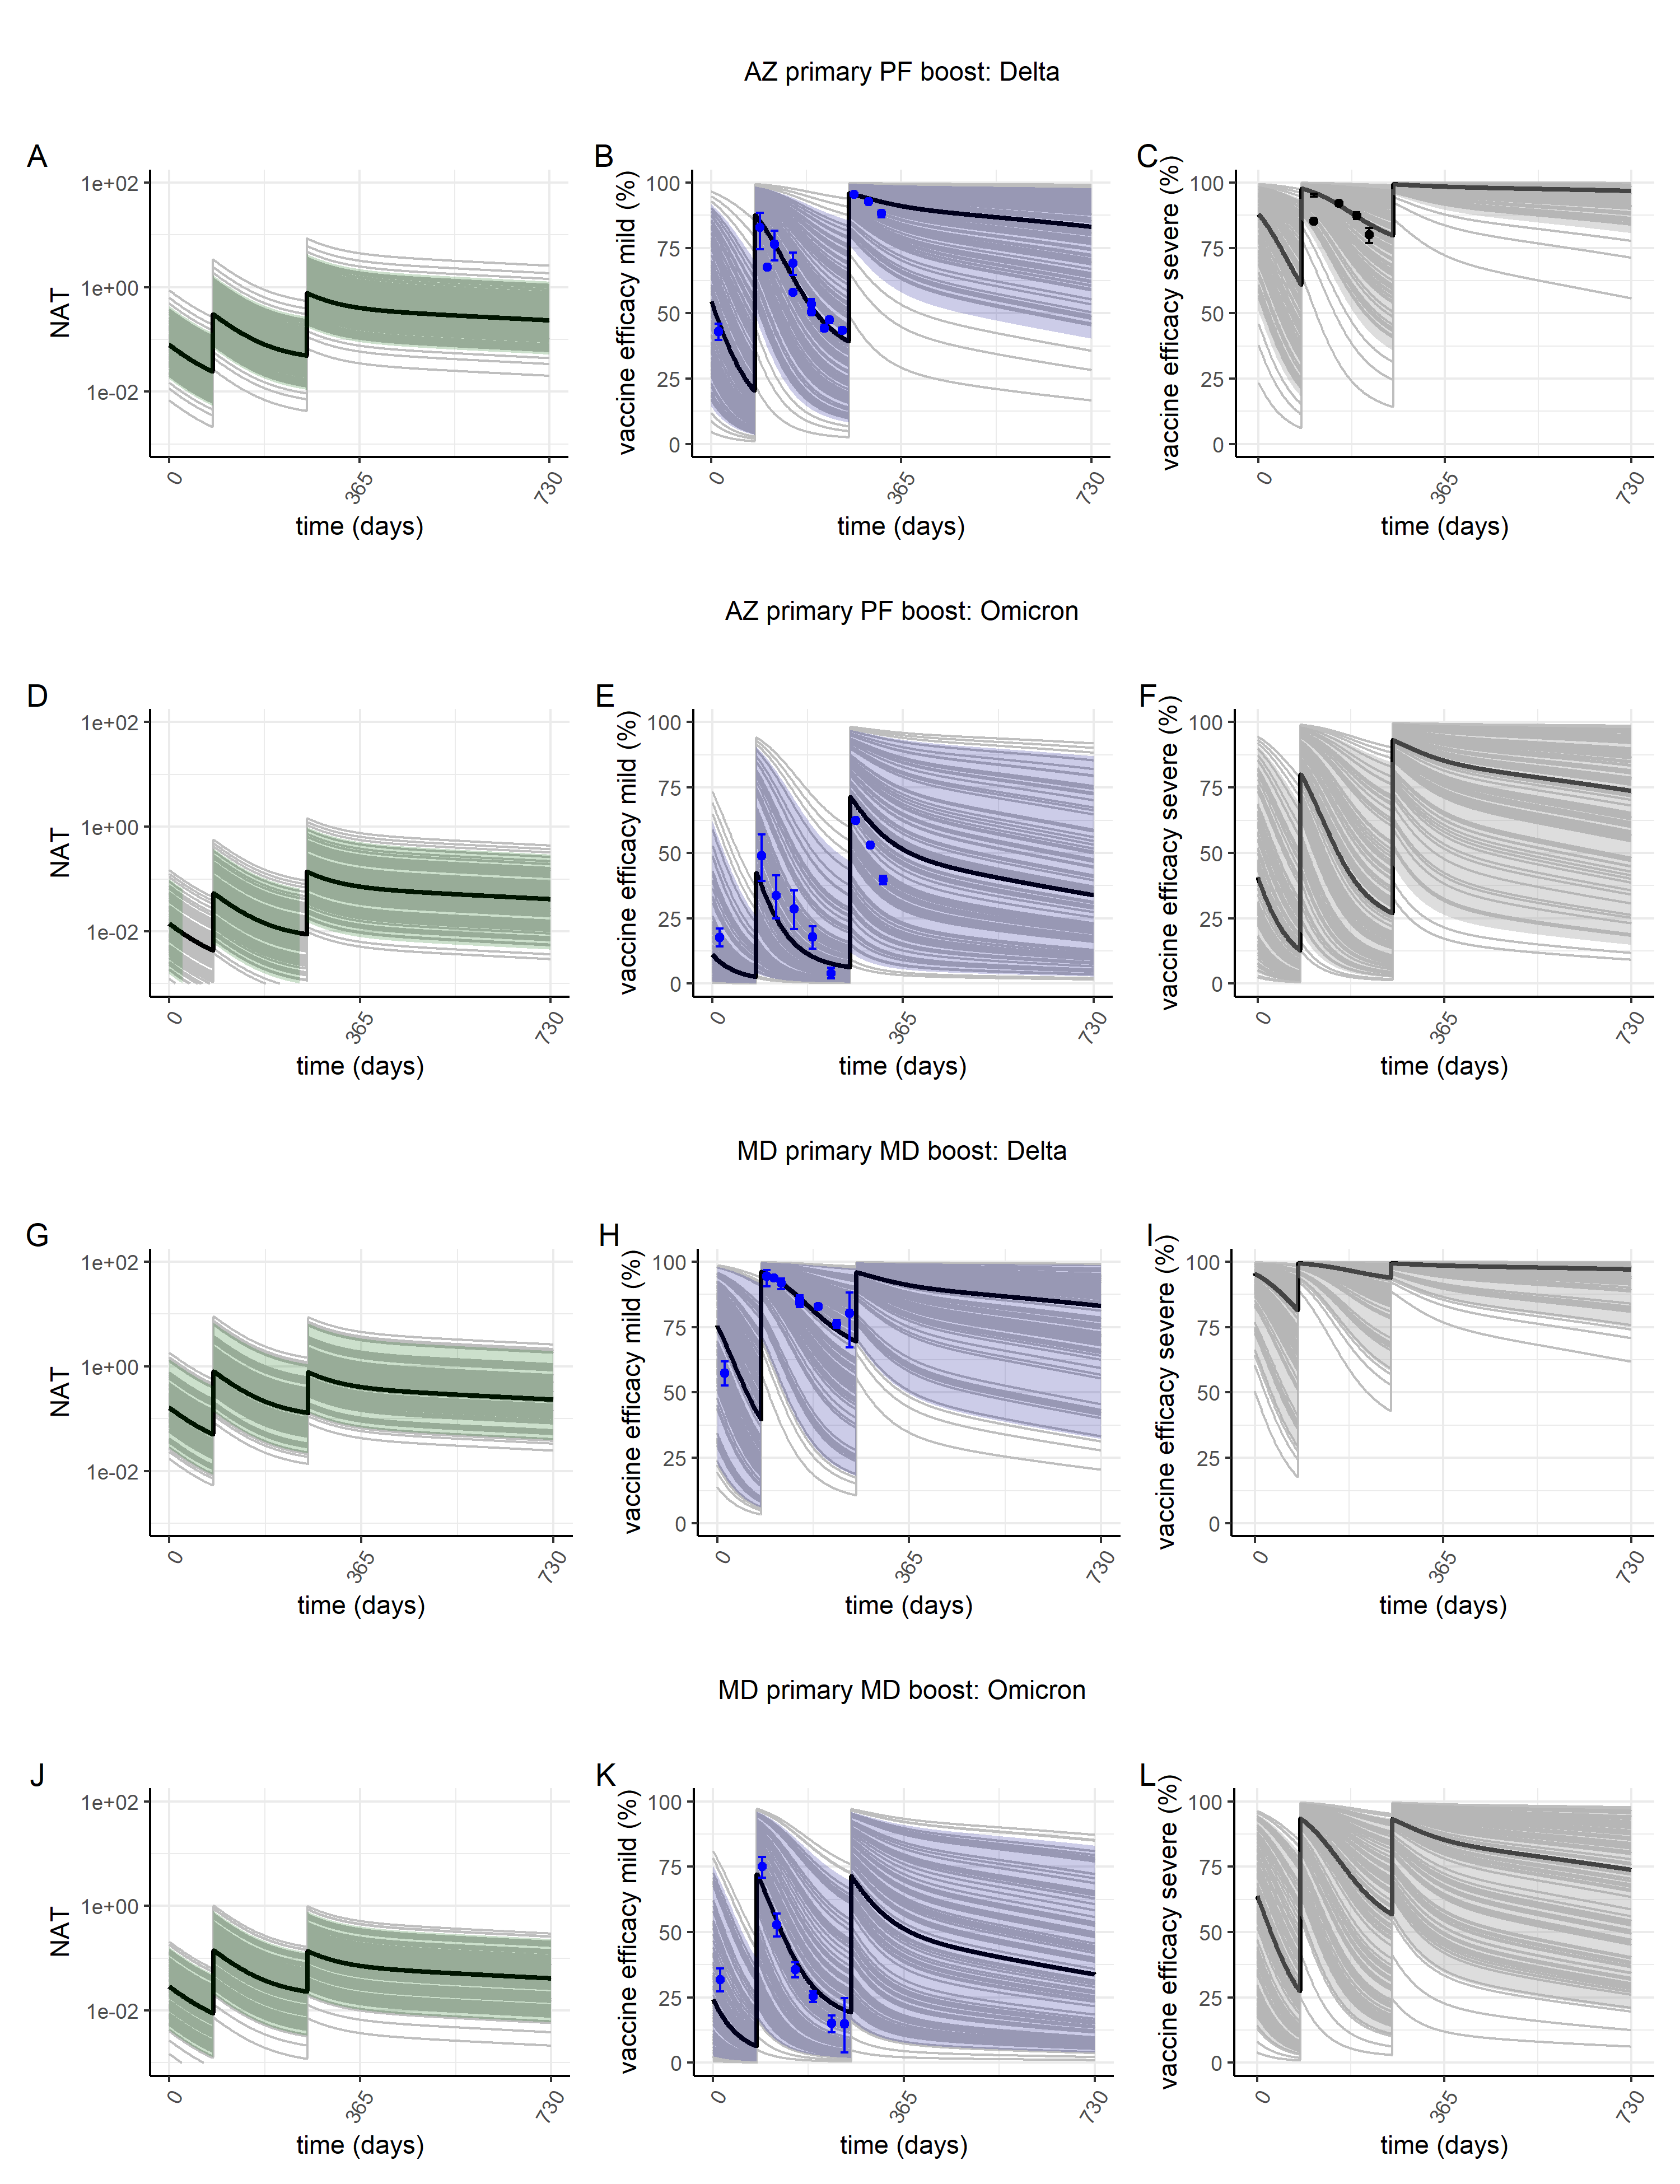 AZ primary PF boost: Delta
A
B
C
NAT
1e+02
1e+00
1e-02
0
365
730
time (days)
vaccine efficacy mild (%)
100
75
50
25
0
0
365
730
time (days)
vaccine efficacy severe (%)
100
75
50
25
0
0
365
730
time (days)
AZ primary PF boost: Omicron
D
E
F
NAT
1e+02
1e+00
1e-02
0
365
730
time (days)
vaccine efficacy mild (%)
100
75
50
25
0
0
365
730
time (days)
vaccine efficacy severe (%)
100
75
50
25
0
0
365
730
time (days)
MD primary MD boost: Delta
G
H
I
NAT
1e+02
1e+00
1e-02
0
365
730
time (days)
vaccine efficacy mild (%)
100
75
50
25
0
0
365
730
time (days)
vaccine efficacy severe (%)
100
75
50
25
0
0
365
730
time (days)
MD primary MD boost: Omicron
J
K
L
NAT
1e+02
1e+00
1e-02
0
365
730
time (days)
vaccine efficacy mild (%)
100
75
50
25
0
0
365
730
time (days)
vaccine efficacy severe (%)
100
75
50
25
0
0
365
730
time (days)